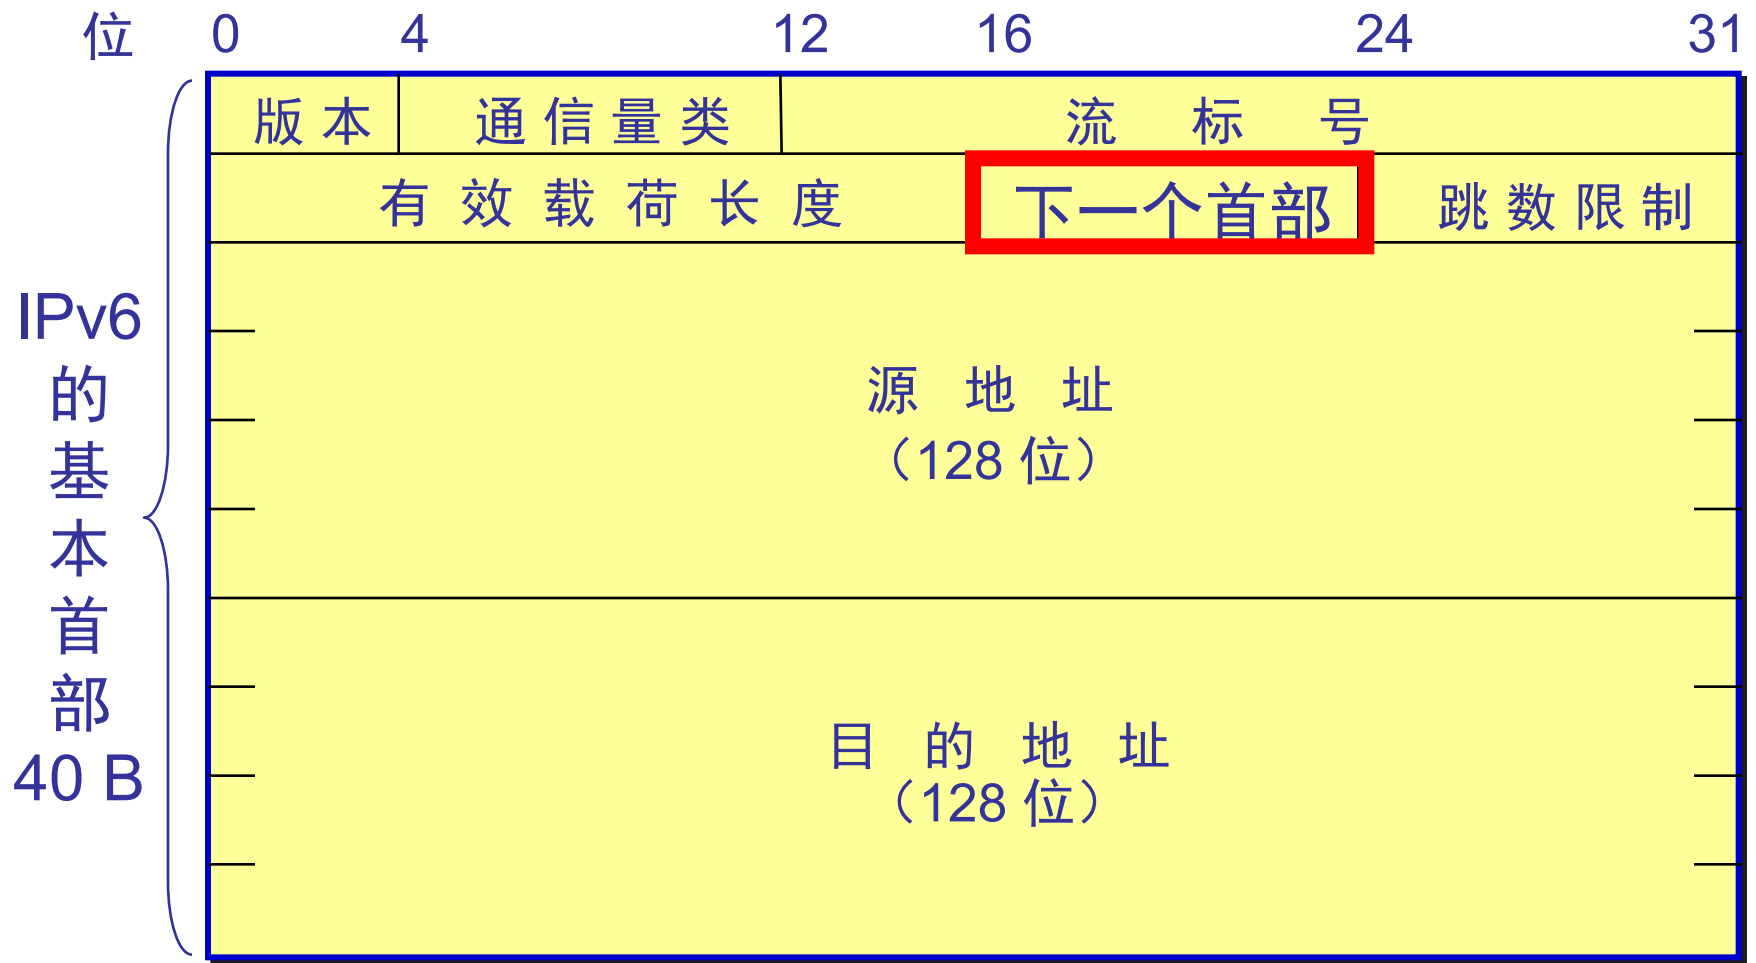 位 0 4 12 16 24 31
版本 通信量类 流标号
有效载荷长度 下一个首部 跳数限制
源地址
（128 位）
目的地址
（128 位）
IPv6
的
基
本
首
部
40 B